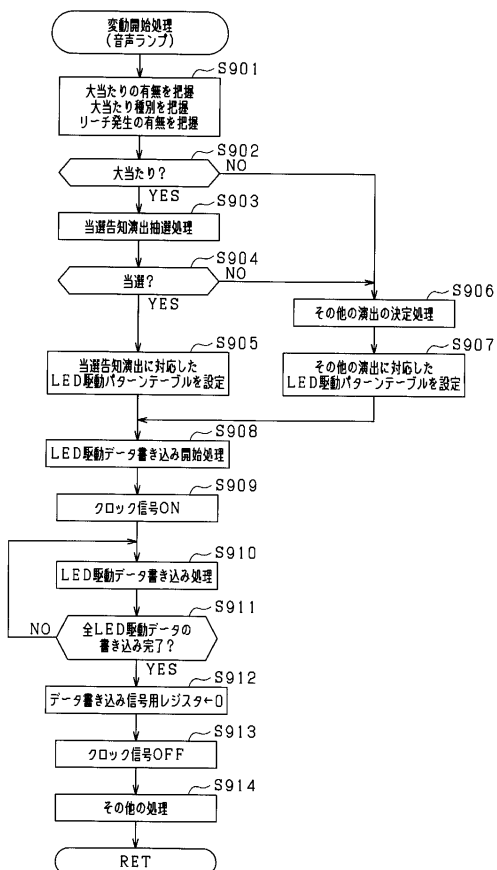 変動開始処理
(音声ランプ)
S901
大当たりの有無を把握
大当たり種別を把握
リーチ発生の有無を把握
S902
大当たり?
NO
YES
S903
当選告知演出抽選処理
S904
当選?
NO
YES
S906
その他の演出の決定処理
S905
当選告知演出に対応した
LED駆動パターンテーブルを設定
S907
その他の演出に対応した
LED駆動パターンテーブルを設定
S908
LED駆動データ書き込み開始処理
S909
クロック信号ON
S910
LED駆動データ書き込み処理
S911
全LED駆動データの
書き込み完了?
NO
YES
S912
データ書き込み信号用レジスタ←0
S913
クロック信号OFF
S914
その他の処理
RET